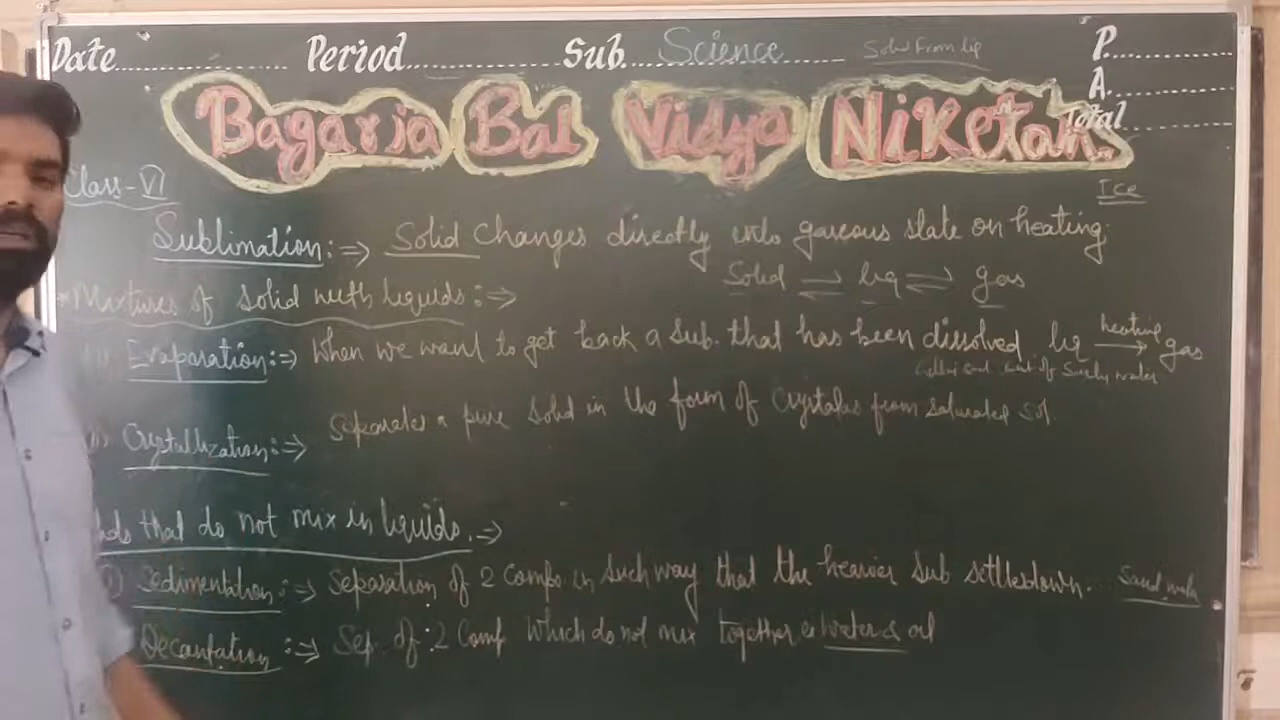 Date.................. Period.................. Sub. Science ...... Solid From liq P...............
A...............
Total...............
Bagaria Bal Vidya Niketan
Class-VI
Ice
Sublimation :⇒ Solid Changes directly into gaseous state on heating.
Solid ⇌ liq ⇌ gas
*Mixtures of Solid with liquids :⇒
Evaporation :⇒ When we want to get back a Sub. that has been dissolved liq heating → gas
water
ii) Crystallization :⇒ Separates a pure solid in the form of Crystals from saturated sol.
that do not mix in liquids. :⇒
i) Sedimentation :⇒ Separation of 2 Compo. in such way that the heavier Sub settledown. Sand
Decantation :⇒ Sep. of : 2 Comp Which do not mix together is Water & oil